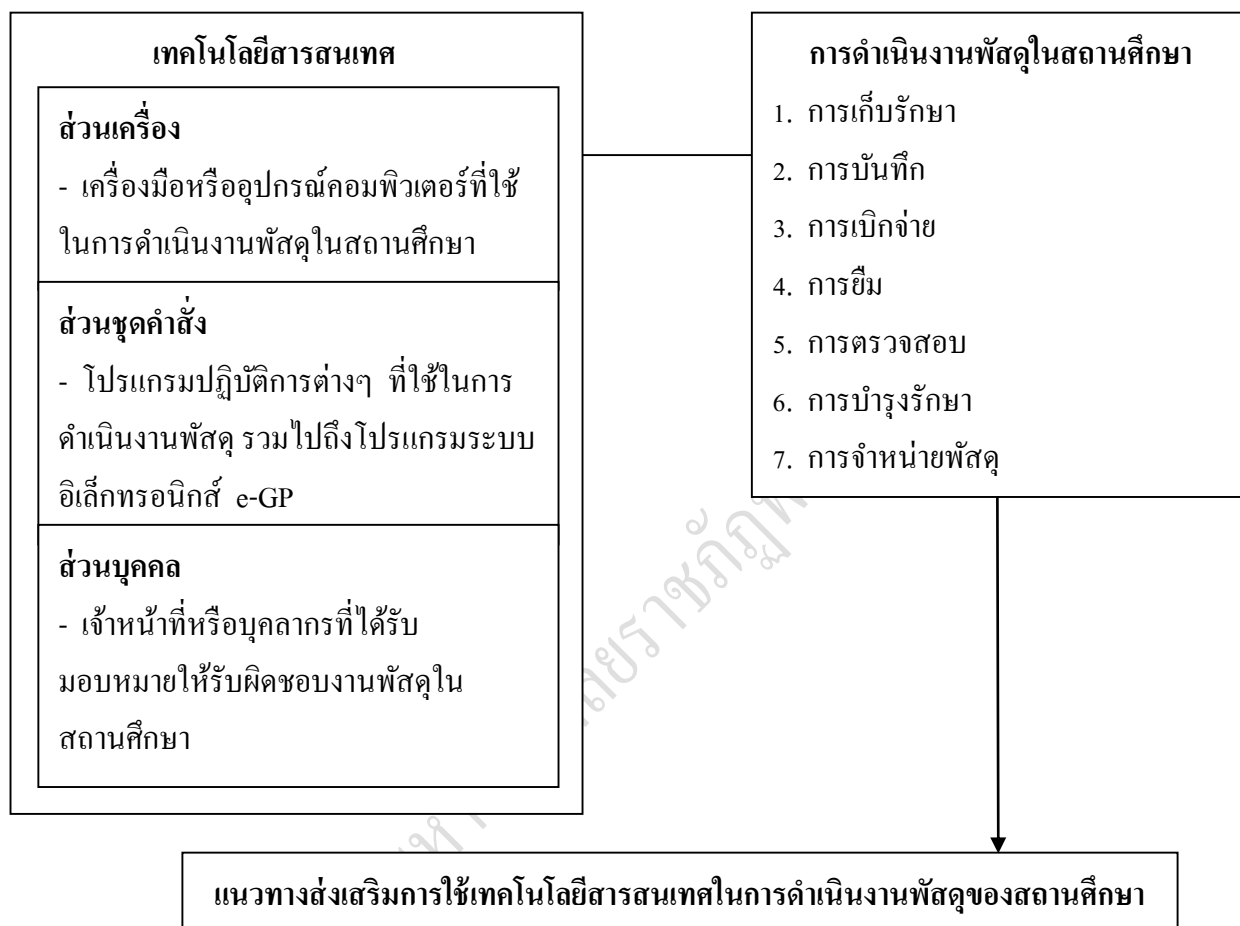 เทคโนโลยีสารสนเทศ
ส่วนเครื่อง
- เครื่องมือหรืออุปกรณ์คอมพิวเตอร์ที่ใช้
ในการดำเนินงานพัสดุในสถานศึกษา
ส่วนชุดคำสั่ง
- โปรแกรมปฏิบัติการต่างๆ ที่ใช้ในการ
ดำเนินงานพัสดุ รวมไปถึงโปรแกรมระบบ
อิเล็กทรอนิกส์ e-GP
ส่วนบุคคล
- เจ้าหน้าที่หรือบุคลากรที่ได้รับ
มอบหมายให้รับผิดชอบงานพัสดุใน
สถานศึกษา
การดำเนินงานพัสดุในสถานศึกษา
1. การเก็บรักษา
2. การบันทึก
3. การเบิกจ่าย
4. การยืม
5. การตรวจสอบ
6. การบำรุงรักษา
7. การจำหน่ายพัสดุ
แนวทางส่งเสริมการใช้เทคโนโลยีสารสนเทศในการดำเนินงานพัสดุของสถานศึกษา